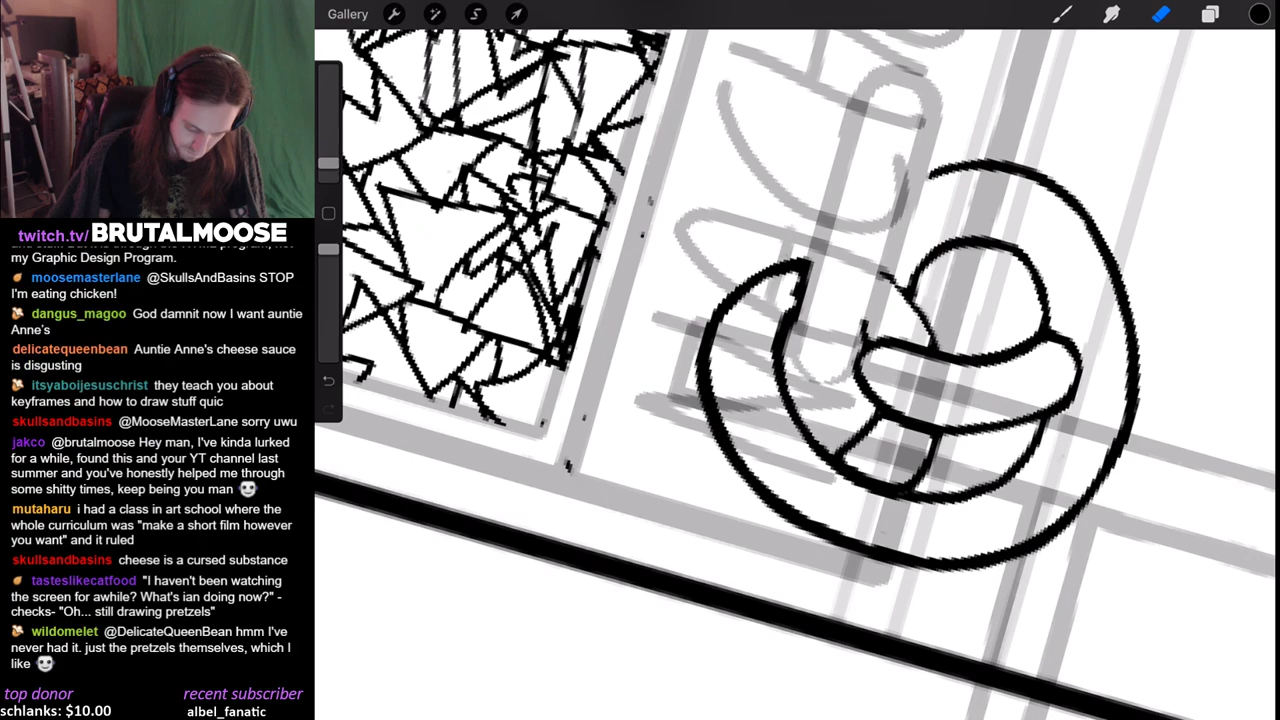 Gallery
twitch.tv/BRUTALMOOSE
my Graphic Design Program.
moosemasterlane @SkullsAndBasins STOP
I'm eating chicken!
dangus_magoo God damnit now I want auntie
Anne's
delicatequeenbean Auntie Anne's cheese sauce
is disgusting
itsyaboijesuschrist they teach you about
keyframes and how to draw stuff quic
skullsandbasins @MooseMasterLane sorry uwu
jakco @brutalmoose Hey man, I've kinda lurked
for a while, found this and your YT channel last
summer and you've honestly helped me through
some shitty times, keep being you man
mutaharu i had a class in art school where the
whole curriculum was "make a short film however
you want" and it ruled
skullsandbasins cheese is a cursed substance
tasteslikecatfood "I haven't been watching
the screen for awhile? What's ian doing now?" -
checks- "Oh... still drawing pretzels"
wildomelet @DelicateQueenBean hmm I've
never had it. just the pretzels themselves, which I
like
top donor recent subscriber
schlanks: $10.00 albel_fanatic